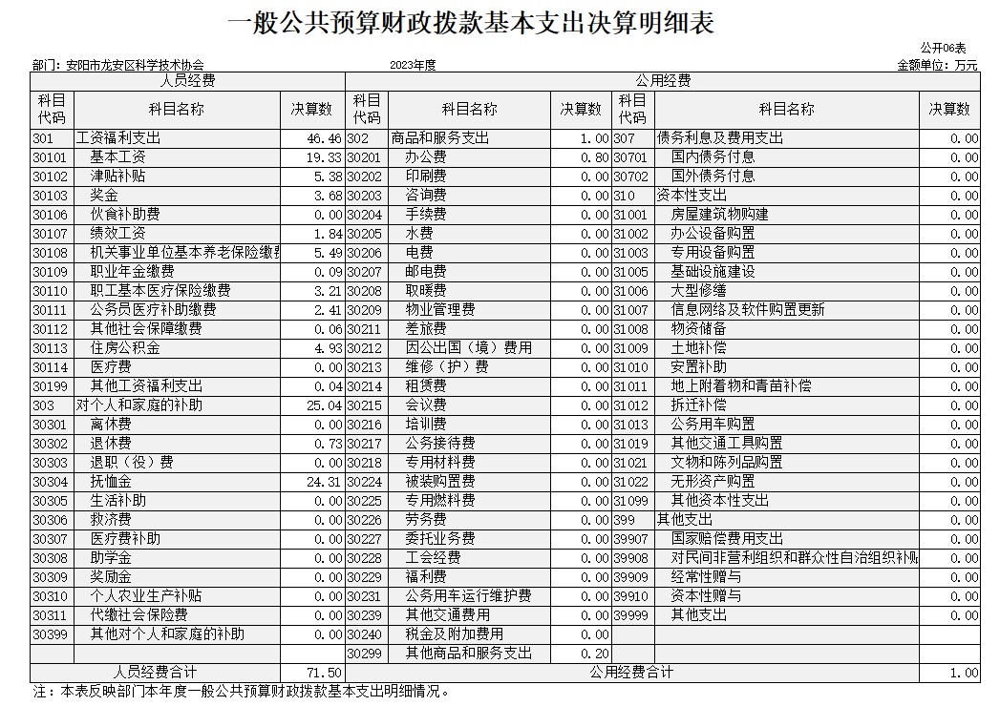 一般公共预算财政拨款基本支出决算明细表
公开06表
部门：安阳市龙安区科学技术协会 2023年度 金额单位：万元
人员经费 公用经费
科目代码 科目名称 决算数 科目代码 科目名称 决算数 科目代码 科目名称 决算数
301 工资福利支出 46.46 302 商品和服务支出 1.00 307 债务利息及费用支出 0.00
30101 基本工资 19.33 30201 办公费 0.80 30701 国内债务付息 0.00
30102 津贴补贴 5.38 30202 印刷费 0.00 30702 国外债务付息 0.00
30103 奖金 3.68 30203 咨询费 0.00 310 资本性支出 0.00
30106 伙食补助费 0.00 30204 手续费 0.00 31001 房屋建筑物购建 0.00
30107 绩效工资 1.84 30205 水费 0.00 31002 办公设备购置 0.00
30108 机关事业单位基本养老保险缴费 5.49 30206 电费 0.00 31003 专用设备购置 0.00
30109 职业年金缴费 0.09 30207 邮电费 0.00 31005 基础设施建设 0.00
30110 职工基本医疗保险缴费 3.21 30208 取暖费 0.00 31006 大型修缮 0.00
30111 公务员医疗补助缴费 2.41 30209 物业管理费 0.00 31007 信息网络及软件购置更新 0.00
30112 其他社会保障缴费 0.06 30211 差旅费 0.00 31008 物资储备 0.00
30113 住房公积金 4.93 30212 因公出国（境）费用 0.00 31009 土地补偿 0.00
30114 医疗费 0.00 30213 维修（护）费 0.00 31010 安置补助 0.00
30199 其他工资福利支出 0.04 30214 租赁费 0.00 31011 地上附着物和青苗补偿 0.00
303 对个人和家庭的补助 25.04 30215 会议费 0.00 31012 拆迁补偿 0.00
30301 离休费 0.00 30216 培训费 0.00 31013 公务用车购置 0.00
30302 退休费 0.73 30217 公务接待费 0.00 31019 其他交通工具购置 0.00
30303 退职（役）费 0.00 30218 专用材料费 0.00 31021 文物和陈列品购置 0.00
30304 抚恤金 24.31 30224 被装购置费 0.00 31022 无形资产购置 0.00
30305 生活补助 0.00 30225 专用燃料费 0.00 31099 其他资本性支出 0.00
30306 救济费 0.00 30226 劳务费 0.00 399 其他支出 0.00
30307 医疗费补助 0.00 30227 委托业务费 0.00 39907 国家赔偿费用支出 0.00
30308 助学金 0.00 30228 工会经费 0.00 39908 对民间非营利组织和群众性自治组织补贴 0.00
30309 奖励金 0.00 30229 福利费 0.00 39909 经常性赠与 0.00
30310 个人农业生产补贴 0.00 30231 公务用车运行维护费 0.00 39910 资本性赠与 0.00
30311 代缴社会保险费 0.00 30239 其他交通费用 0.00 39999 其他支出 0.00
30399 其他对个人和家庭的补助 0.00 30240 税金及附加费用 0.00
30299 其他商品和服务支出 0.20
人员经费合计 71.50 公用经费合计 1.00
注：本表反映部门本年度一般公共预算财政拨款基本支出明细情况。